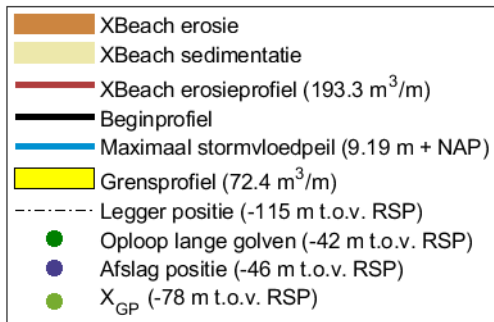 XBeach erosie
XBeach sedimentatie
XBeach erosieprofiel (193.3 m³/m)
Beginprofiel
Maximaal stormvloedpeil (9.19 m + NAP)
Grensprofiel (72.4 m³/m)
Legger positie (-115 m t.o.v. RSP)
Oploop lange golven (-42 m t.o.v. RSP)
Afslag positie (-46 m t.o.v. RSP)
X_GP (-78 m t.o.v. RSP)